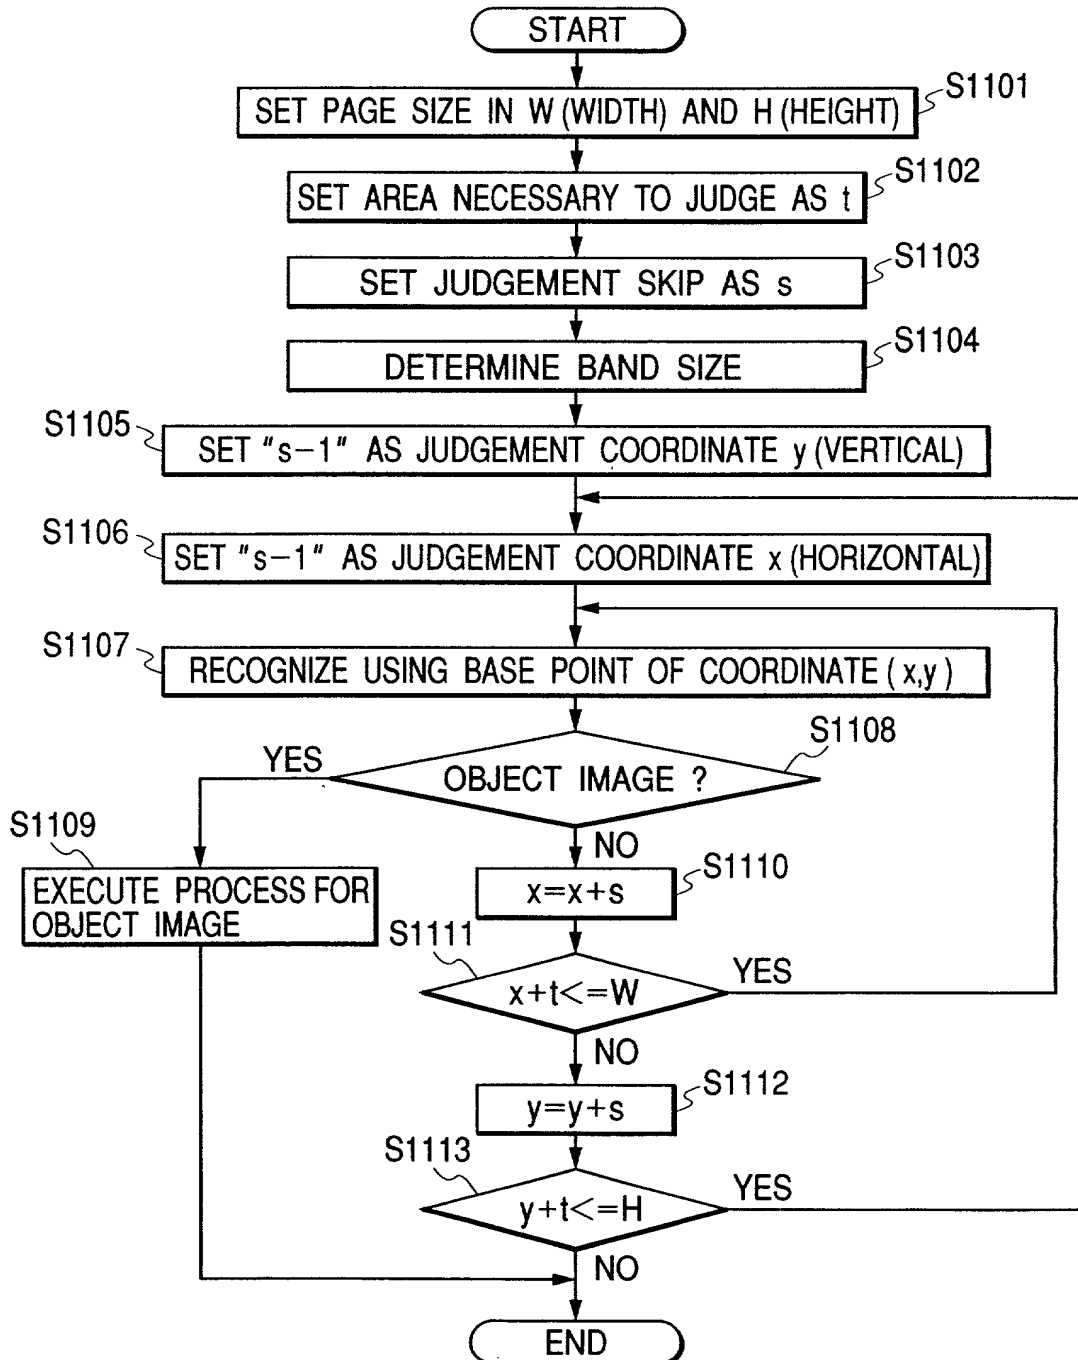 START
S1101
SET PAGE SIZE IN W (WIDTH) AND H (HEIGHT)
S1102
SET AREA NECESSARY TO JUDGE AS t
S1103
SET JUDGEMENT SKIP AS s
S1104
DETERMINE BAND SIZE
S1105
SET "s-1" AS JUDGEMENT COORDINATE y (VERTICAL)
S1106
SET "s-1" AS JUDGEMENT COORDINATE x (HORIZONTAL)
S1107
RECOGNIZE USING BASE POINT OF COORDINATE ( x,y )
S1108
YES
OBJECT IMAGE ?
S1109
NO
EXECUTE PROCESS FOR
OBJECT IMAGE
S1110
x=x+s
S1111
x+t<=W
YES
NO
S1112
y=y+s
S1113
y+t<=H
YES
NO
END